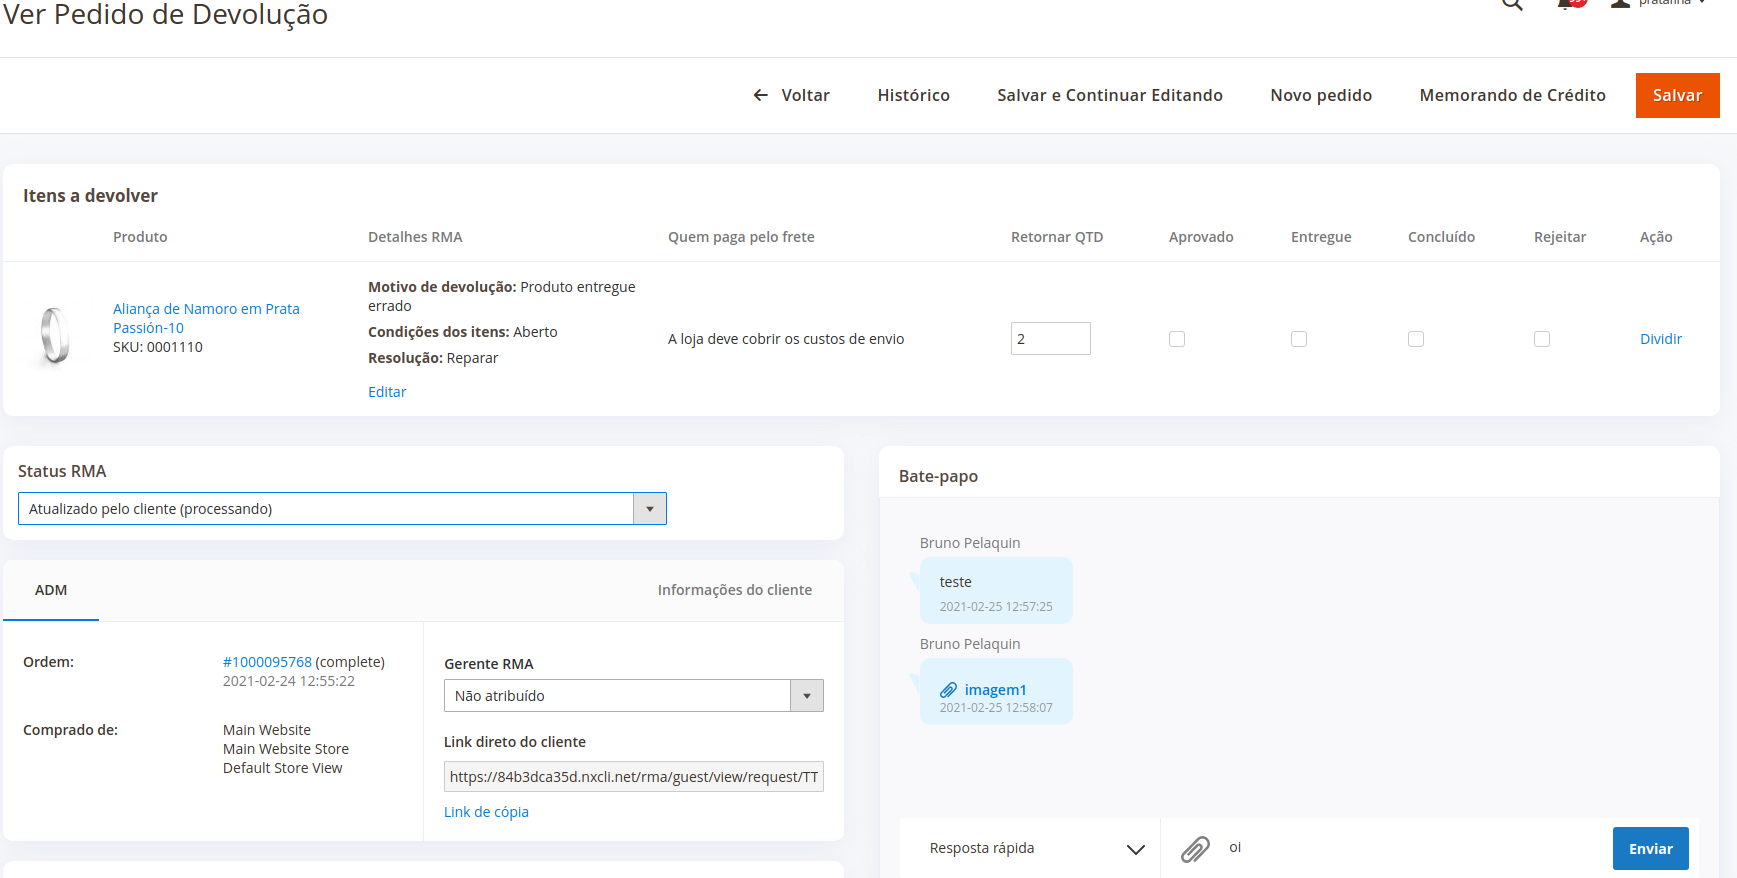 Ver Pedido de Devolução
pratafina
Voltar
Histórico
Salvar e Continuar Editando
Novo pedido
Memorando de Crédito
Salvar
Itens a devolver
Produto
Detalhes RMA
Quem paga pelo frete
Retornar QTD
Aprovado
Entregue
Concluído
Rejeitar
Ação
Aliança de Namoro em Prata
Passión-10
SKU: 0001110
Motivo de devolução: Produto entregue
errado
Condições dos itens: Aberto
Resolução: Reparar
Editar
A loja deve cobrir os custos de envio
2
Dividir
Status RMA
Atualizado pelo cliente (processando)
ADM
Informações do cliente
Ordem:
#1000095768 (complete)
2021-02-24 12:55:22
Comprado de:
Main Website
Main Website Store
Default Store View
Gerente RMA
Não atribuído
Link direto do cliente
https://84b3dca35d.nxcli.net/rma/guest/view/request/TT
Link de cópia
Bate-papo
Bruno Pelaquin
teste
2021-02-25 12:57:25
Bruno Pelaquin
imagem1
2021-02-25 12:58:07
Resposta rápida
oi
Enviar